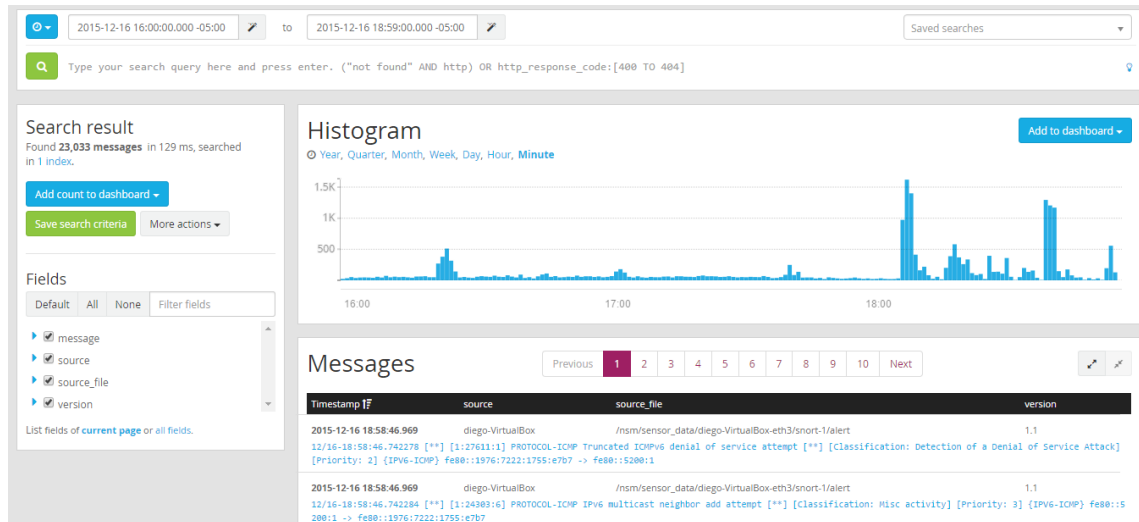 2015-12-16 16:00:00.000 -05:00 to 2015-12-16 18:59:00.000 -05:00 Saved searches
Type your search query here and press enter. ("not found" AND http) OR http_response_code:[400 TO 404]
Search result
Found 23,033 messages in 129 ms, searched
in 1 index.
Add count to dashboard
Save search criteria More actions
Fields
Default All None Filter fields
message
source
source_file
version
List fields of current page or all fields.
Histogram
Add to dashboard
Year, Quarter, Month, Week, Day, Hour, Minute
1.5K
1K
500
16:00 17:00 18:00
Messages
Previous 1 2 3 4 5 6 7 8 9 10 Next
Timestamp source source_file version
2015-12-16 18:58:46.969 diego-VirtualBox /nsm/sensor_data/diego-VirtualBox-eth3/snort-1/alert 1.1
12/16-18:58:46.742278 [**] [1:27611:1] PROTOCOL-ICMP Truncated ICMPv6 denial of service attempt [**] [Classification: Detection of a Denial of Service Attack]
[Priority: 2] {IPV6-ICMP} fe80::1976:7222:1755:e7b7 -> fe80::5200:1
2015-12-16 18:58:46.969 diego-VirtualBox /nsm/sensor_data/diego-VirtualBox-eth3/snort-1/alert 1.1
12/16-18:58:46.742284 [**] [1:24303:6] PROTOCOL-ICMP IPv6 multicast neighbor add attempt [**] [Classification: Misc activity] [Priority: 3] {IPV6-ICMP} fe80::5
200:1 -> fe80::1976:7222:1755:e7b7